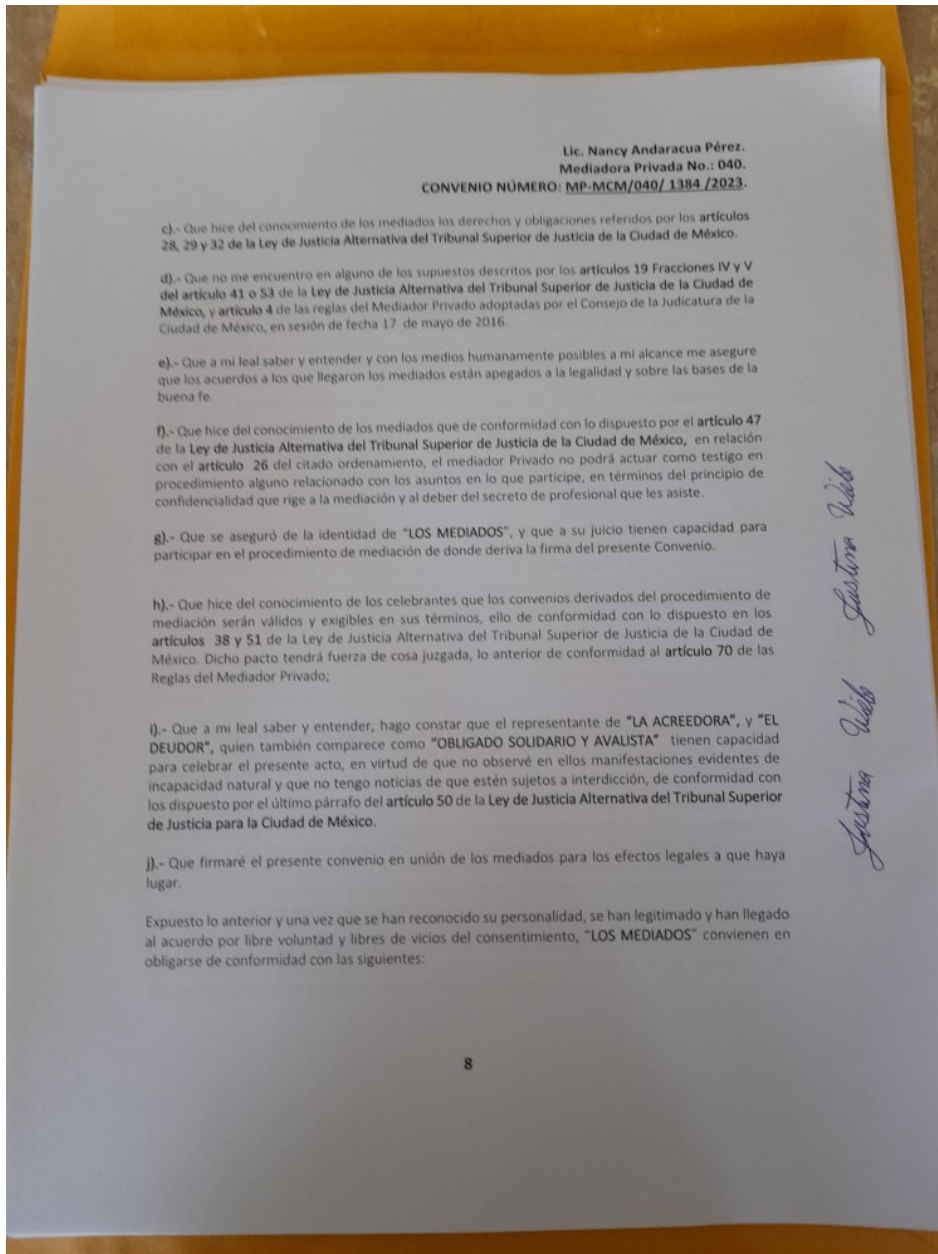 Lic. Nancy Andaracua Pérez.
Mediadora Privada No.: 040.
CONVENIO NÚMERO: MP-MCM/040/ 1384 /2023.
c).- Que hice del conocimiento de los mediados los derechos y obligaciones referidos por los artículos
28, 29 y 32 de la Ley de Justicia Alternativa del Tribunal Superior de Justicia de la Ciudad de México.
d).- Que no me encuentro en alguno de los supuestos descritos por los artículos 19 Fracciones IV y V
del artículo 41 o 53 de la Ley de Justicia Alternativa del Tribunal Superior de Justicia de la Ciudad de
México, y artículo 4 de las reglas del Mediador Privado adoptadas por el Consejo de la Judicatura de la
Ciudad de México, en sesión de fecha 17 de mayo de 2016.
e).- Que a mi leal saber y entender y con los medios humanamente posibles a mi alcance me asegure
que los acuerdos a los que llegaron los mediados están apegados a la legalidad y sobre las bases de la
buena fe.
f).- Que hice del conocimiento de los mediados que de conformidad con lo dispuesto por el artículo 47
de la Ley de Justicia Alternativa del Tribunal Superior de Justicia de la Ciudad de México, en relación
con el artículo 26 del citado ordenamiento, el mediador Privado no podrá actuar como testigo en
procedimiento alguno relacionado con los asuntos en lo que participe, en términos del principio de
confidencialidad que rige a la mediación y al deber del secreto de profesional que les asiste.
g).- Que se aseguró de la identidad de "LOS MEDIADOS", y que a su juicio tienen capacidad para
participar en el procedimiento de mediación de donde deriva la firma del presente Convenio.
h).- Que hice del conocimiento de los celebrantes que los convenios derivados del procedimiento de
mediación serán válidos y exigibles en sus términos, ello de conformidad con lo dispuesto en los
artículos 38 y 51 de la Ley de Justicia Alternativa del Tribunal Superior de Justicia de la Ciudad de
México. Dicho pacto tendrá fuerza de cosa juzgada, lo anterior de conformidad al artículo 70 de las
Reglas del Mediador Privado;
i).- Que a mi leal saber y entender, hago constar que el representante de "LA ACREEDORA", y "EL
DEUDOR", quien también comparece como "OBLIGADO SOLIDARIO Y AVALISTA" tienen capacidad
para celebrar el presente acto, en virtud de que no observé en ellos manifestaciones evidentes de
incapacidad natural y que no tengo noticias de que estén sujetos a interdicción, de conformidad con
los dispuesto por el último párrafo del artículo 50 de la Ley de Justicia Alternativa del Tribunal Superior
de Justicia para la Ciudad de México.
j).- Que firmaré el presente convenio en unión de los mediados para los efectos legales a que haya
lugar.
Expuesto lo anterior y una vez que se han reconocido su personalidad, se han legitimado y han llegado
al acuerdo por libre voluntad y libres de vicios del consentimiento, "LOS MEDIADOS" convienen en
obligarse de conformidad con las siguientes:
8
Justina Wiebe Justina Wiebe